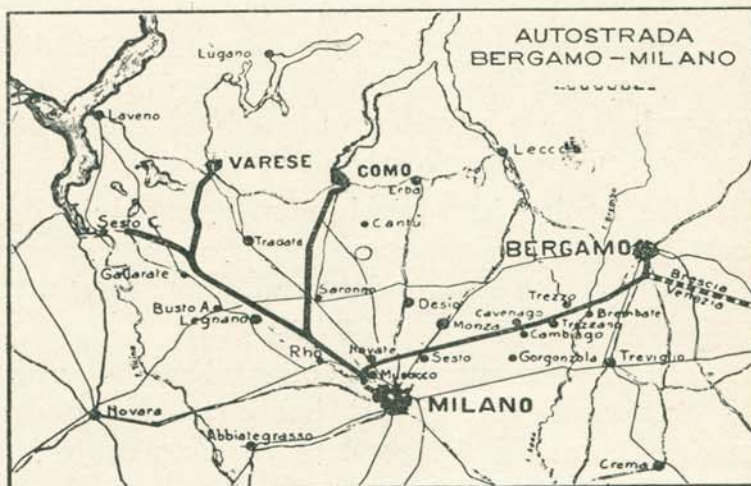 AUTOSTRADA
BERGAMO – MILANO
Lugano
Laveno
VARESE
COMO
Lecco
Erba
Sesto C.
Tradate
Cantù
BERGAMO
Gallarate
Brescia
Venezia
Saronno
Busto A.
Legnano
Desio
Trezzo
Cavenago
Brembate
Monza
Trezzano
Cambiago
Rho
Novate
Sesto
Gorgonzola
Treviglio
Musocco
MILANO
Novara
Abbiategrasso
Crema